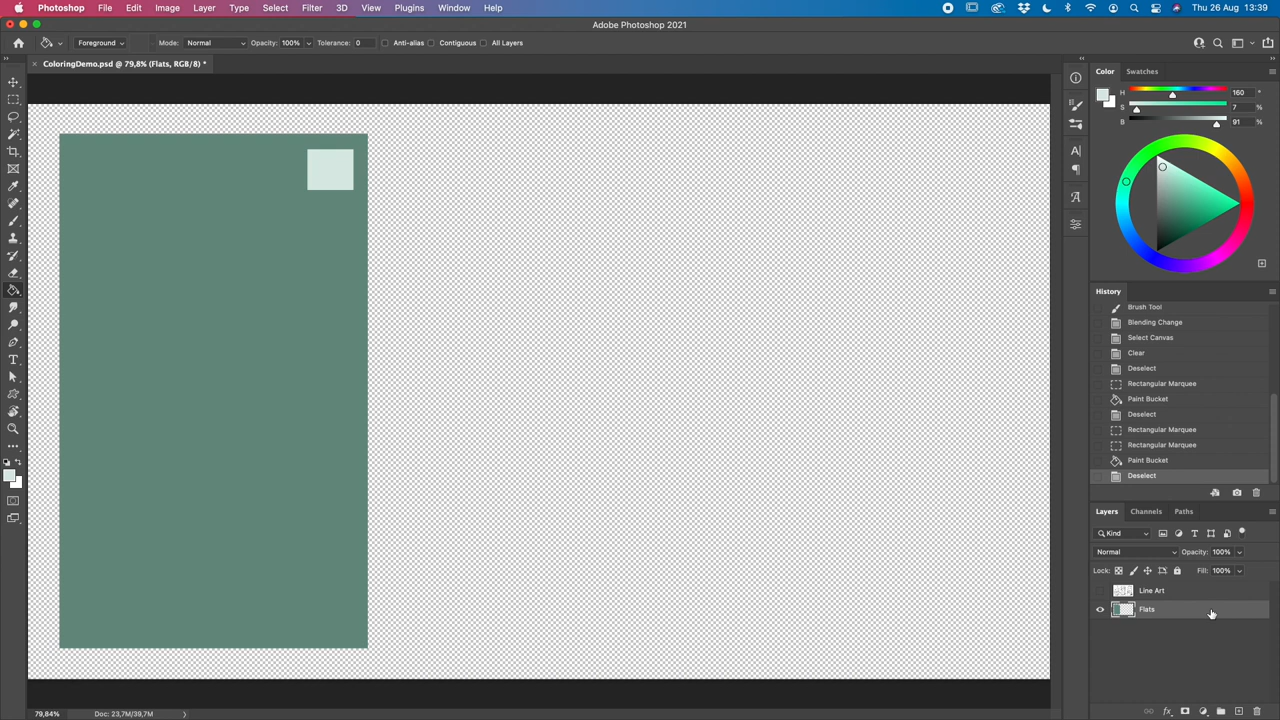 Photoshop File Edit Image Layer Type Select Filter 3D View Plugins Window Help Thu 26 Aug 13:39
Adobe Photoshop 2021
Foreground Mode: Normal Opacity: 100% Tolerance: 0 Anti-alias Contiguous All Layers
ColoringDemo.psd @ 79,8% (Flats, RGB/8) *
Color Swatches
H 160 °
S 7 %
B 91 %
History
Brush Tool
Blending Change
Select Canvas
Clear
Deselect
Rectangular Marquee
Paint Bucket
Deselect
Rectangular Marquee
Rectangular Marquee
Paint Bucket
Deselect
Layers Channels Paths
Kind
Normal Opacity: 100%
Lock: Fill: 100%
Line Art
Flats
79,84% Doc: 23,7M/39,7M